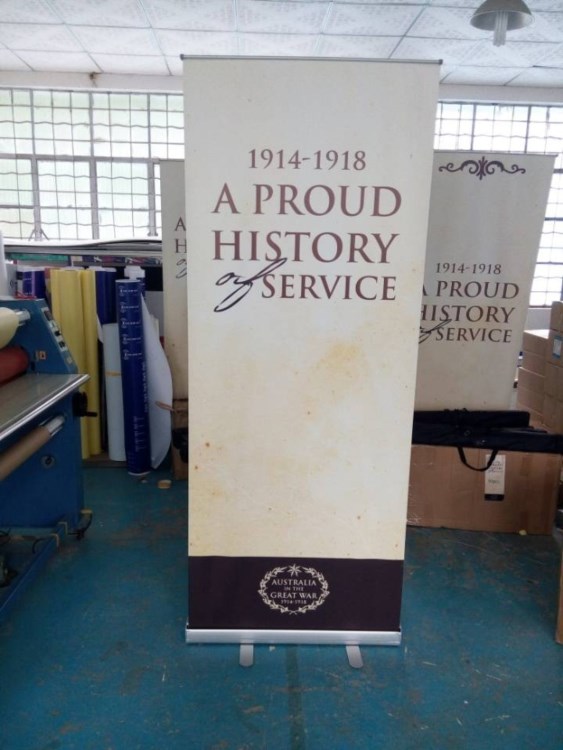 1914-1918
A PROUD
HISTORY
of SERVICE
AUSTRALIA
IN THE
GREAT WAR
1914-1918
1914-1918
A PROUD
HISTORY
of SERVICE
A
H
of